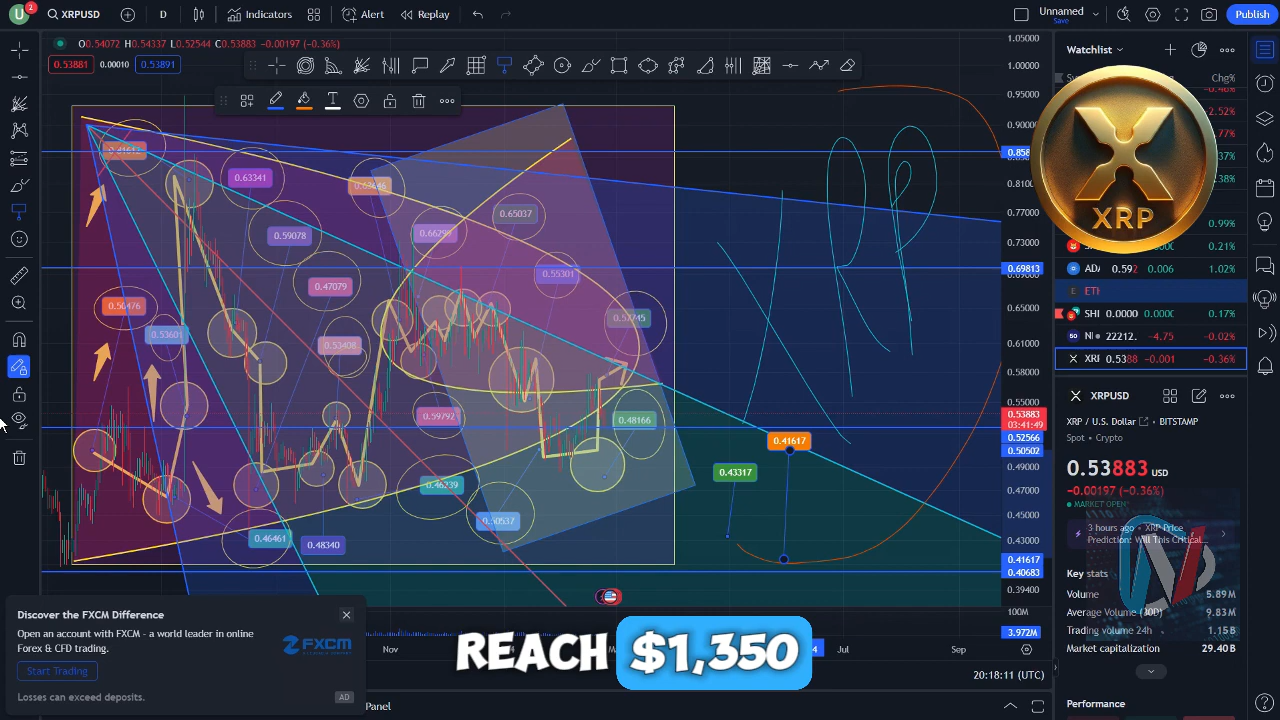 U 2 XRPUSD D Indicators Alert Replay Unnamed Save Publish
O0.54072 H0.54337 L0.52544 C0.53883 −0.00197 (−0.36%)
0.53881 0.00010 0.53891
Watchlist
Chg%
2.52%
0.99%
0.21%
0.592 0.006 1.02%
ETH
SHI 0.0000 0.17%
50 22212. −4.75 −0.02%
XRI 0.5388 −0.001 −0.36%
XRP
XRPUSD
XRP / U.S. Dollar BITSTAMP
Spot • Crypto
0.53883 USD
−0.00197 (−0.36%)
MARKET OPEN
3 hours ago • XRP Price
Prediction: Will This Critical...
Key stats
Volume 5.89M
Average Volume (30D) 9.83M
Trading volume 24h 1.15B
Market capitalization 29.40B
Performance
1.05000
1.00000
0.95000
0.90000
0.81000
0.77000
0.73000
0.69813
0.65000
0.61000
0.58000
0.55000
0.53883
03:41:49
0.52566
0.50502
0.49000
0.47000
0.45000
0.43000
0.41617
0.40683
0.39400
100M
3.972M
0.63341
0.59078
0.47079
0.50476
0.53601
0.53408
0.65037
0.55301
0.59792
0.48166
0.46239
0.50537
0.46461
0.48340
0.43317
0.41617
XRP
Discover the FXCM Difference
Open an account with FXCM - a world leader in online
Forex & CFD trading.
FXCM
Start Trading
Losses can exceed deposits.
AD
REACH $1,350
Nov Jul Sep
20:18:11 (UTC)
Panel